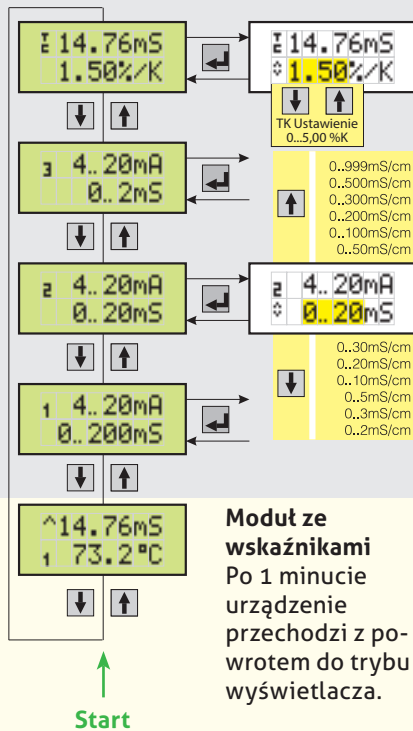 TC 14.76mS
1.50%/K
TC 14.76mS
1.50%/K
TK Ustawienie
0...5,00 %K
3 4..20mA
0..2mS
0..999mS/cm
0..500mS/cm
0..300mS/cm
0..200mS/cm
0..100mS/cm
0..50mS/cm
2 4..20mA
0..20mS
2 4..20mA
0..20mS
0..30mS/cm
0..20mS/cm
0..10mS/cm
0..5mS/cm
0..3mS/cm
0..2mS/cm
1 4..20mA
0..200mS
^14.76mS
1 73.2°C
Moduł ze
wskaźnikami
Po 1 minucie
urządzenie
przechodzi z po-
wrotem do trybu
wyświetlacza.
Start